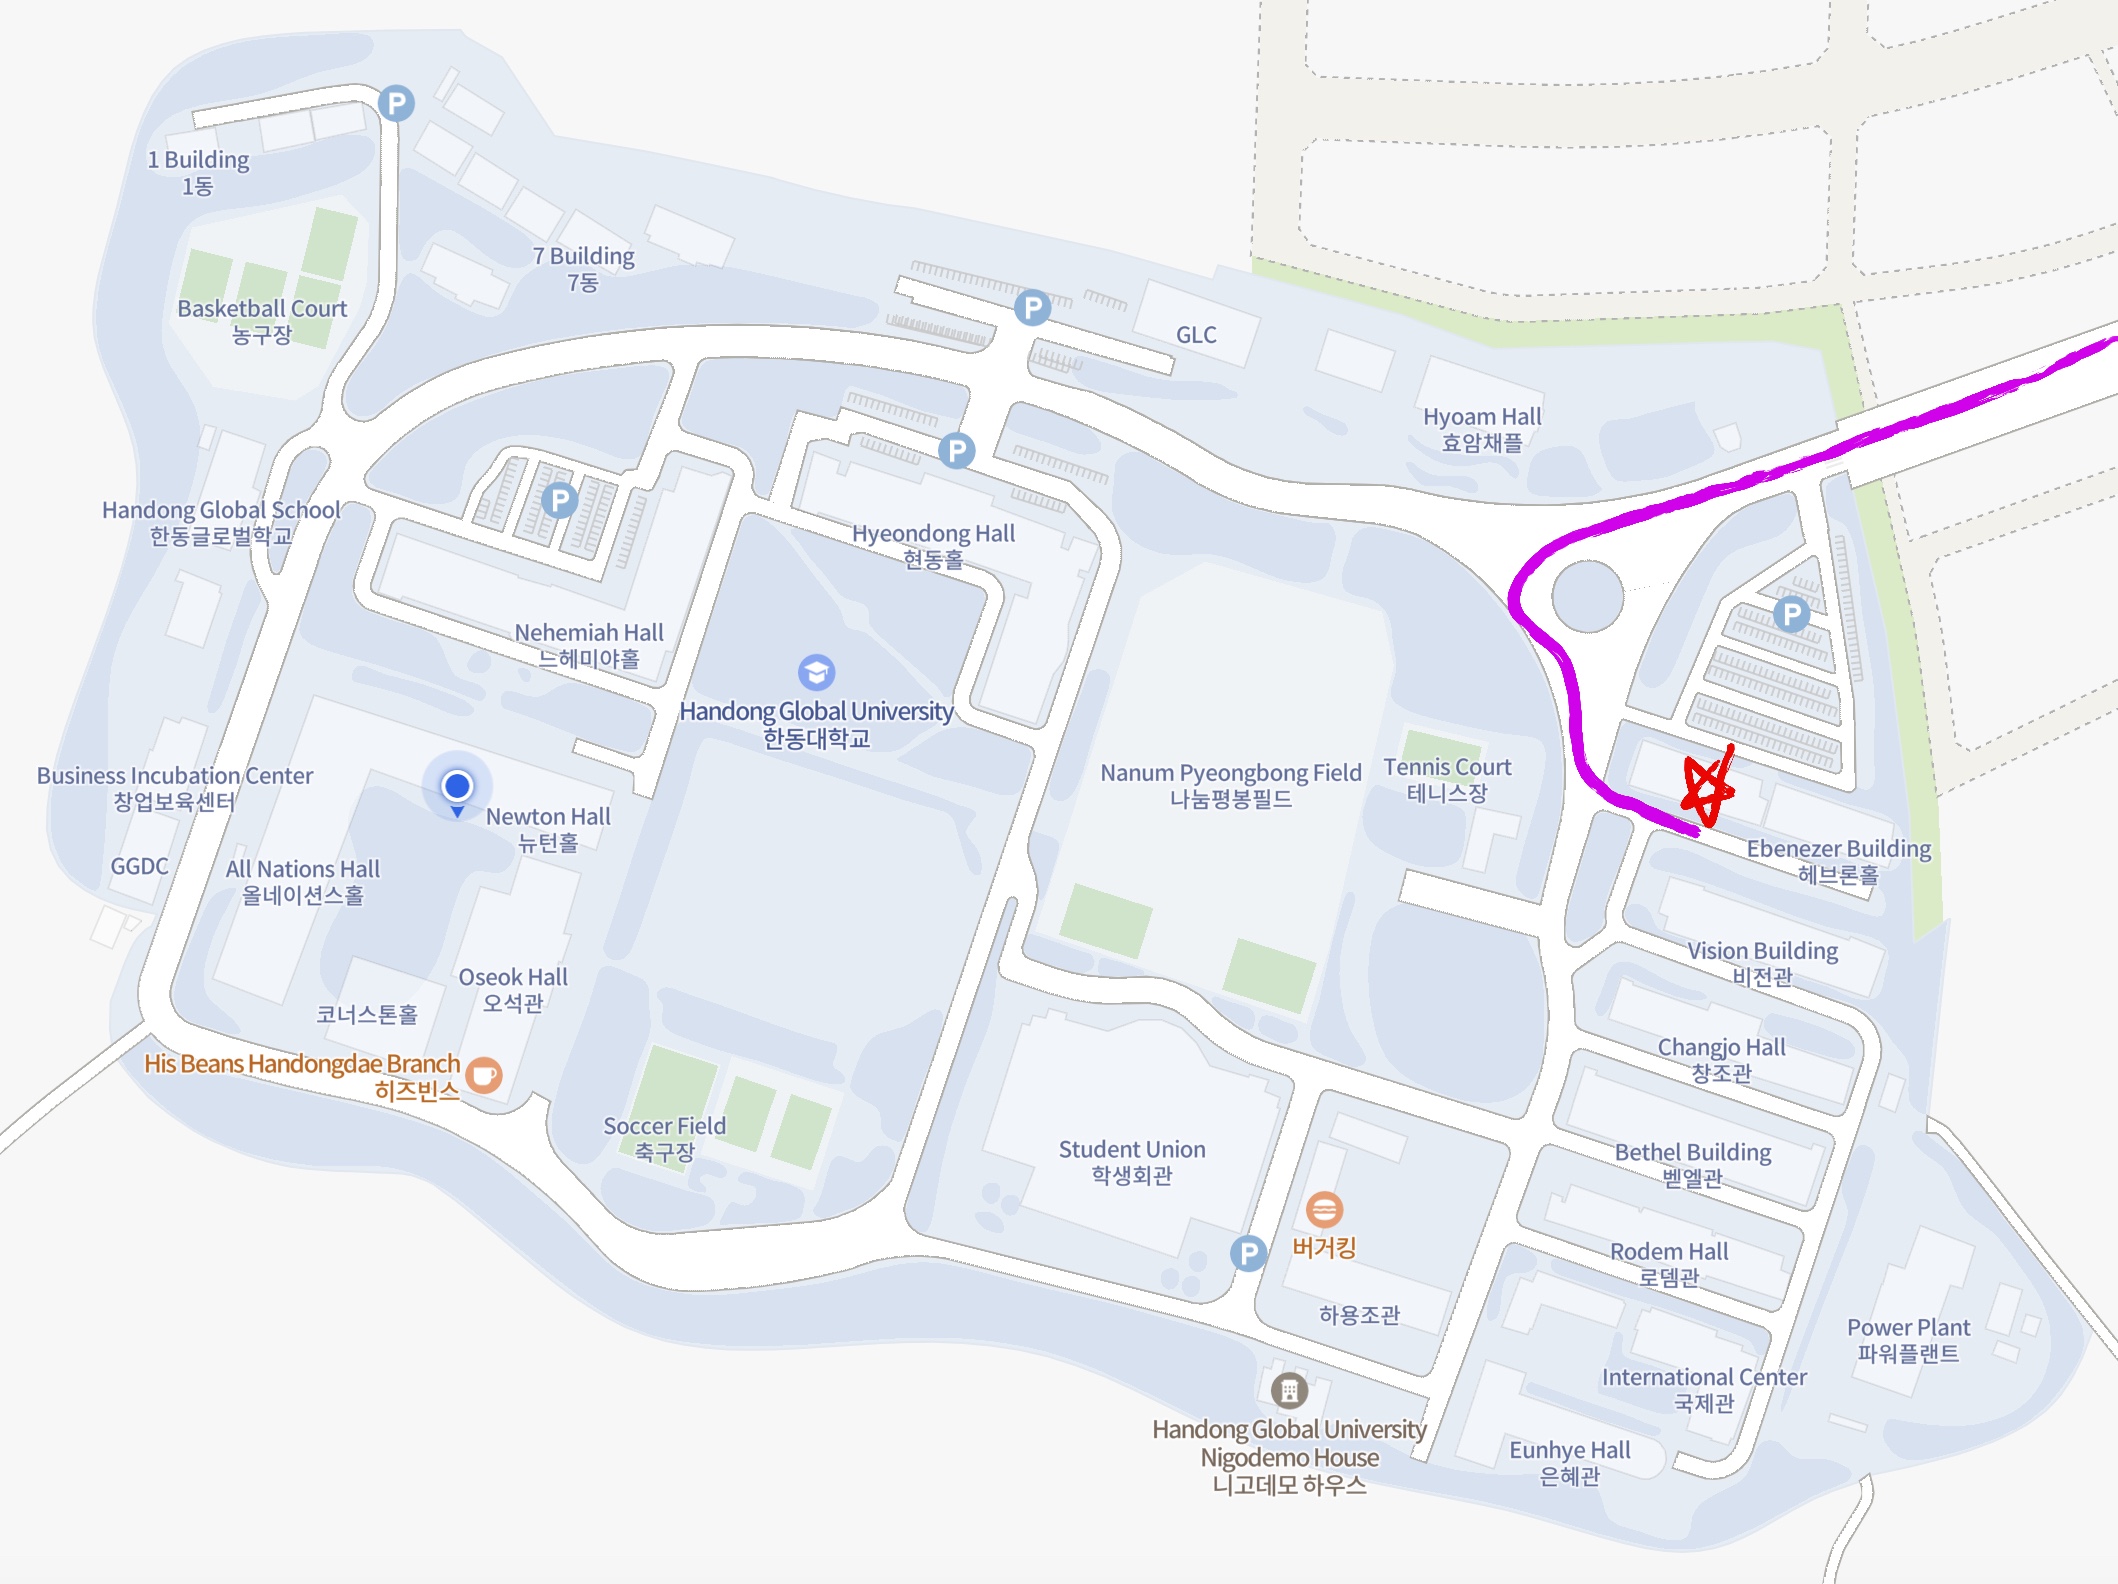 P
1 Building
1동
7 Building
7동
Basketball Court
농구장
P
GLC
Hyoam Hall
효암채플
P
P
Handong Global School
한동글로벌학교
Hyeondong Hall
현동홀
P
Nehemiah Hall
느헤미야홀
Handong Global University
한동대학교
Business Incubation Center
창업보육센터
Newton Hall
뉴턴홀
Nanum Pyeongbong Field
나눔평봉필드
Tennis Court
테니스장
Ebenezer Building
헤브론홀
GGDC
All Nations Hall
올네이션스홀
Vision Building
비전관
Oseok Hall
오석관
코너스톤홀
Changjo Hall
창조관
His Beans Handongdae Branch
히즈빈스
Soccer Field
축구장
Student Union
학생회관
Bethel Building
벧엘관
P
버거킹
Rodem Hall
로뎀관
하용조관
Power Plant
파워플랜트
International Center
국제관
Handong Global University
Nigodemo House
니고데모 하우스
Eunhye Hall
은혜관